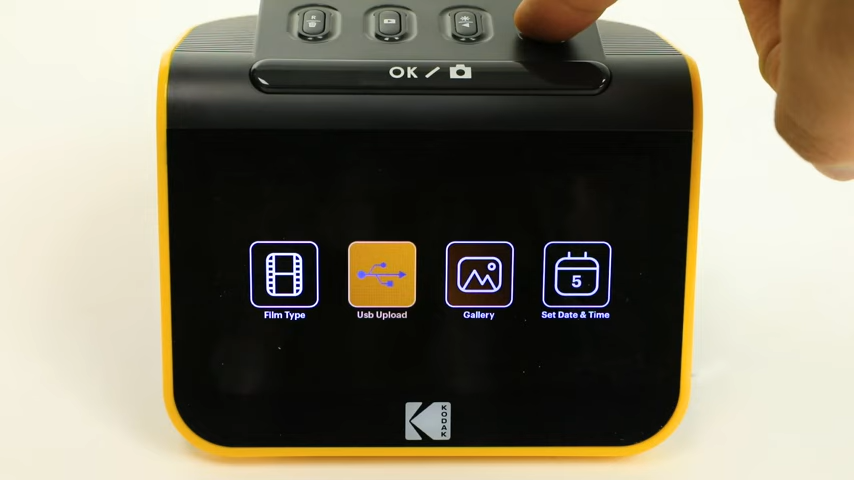 OK /
Film Type
Usb Upload
Gallery
5
Set Date & Time
KODAK